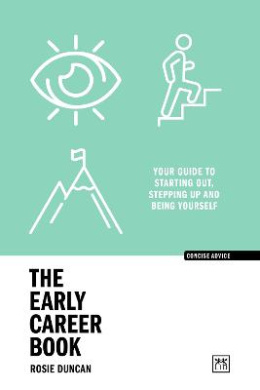 YOUR GUIDE TO
STARTING OUT,
STEPPING UP AND
BEING YOURSELF
CONCISE ADVICE
THE
EARLY
CAREER
BOOK
ROSIE DUNCAN